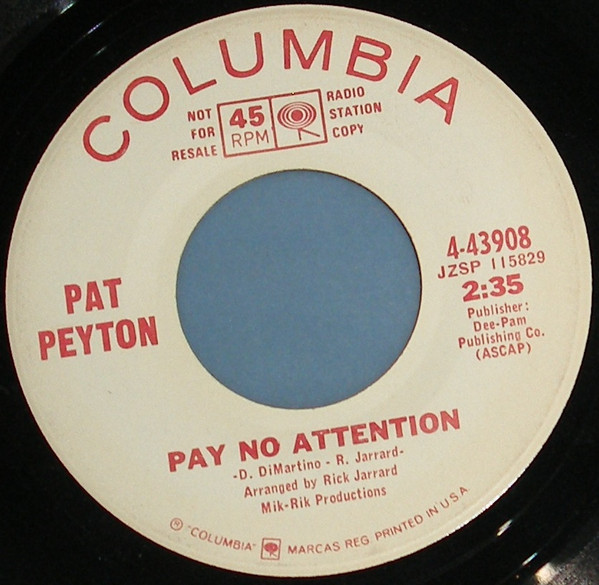 COLUMBIA
NOT
FOR
RESALE
45
RPM
RADIO
STATION
COPY
PAT
PEYTON
4-43908
JZSP 115829
2:35
Publisher:
Dee-Pam
Publishing Co.
(ASCAP)
PAY NO ATTENTION
-D. DiMartino - R. Jarrard-
Arranged by Rick Jarrard
Mik-Rik Productions
® "COLUMBIA" MARCAS REG. PRINTED IN U.S.A.